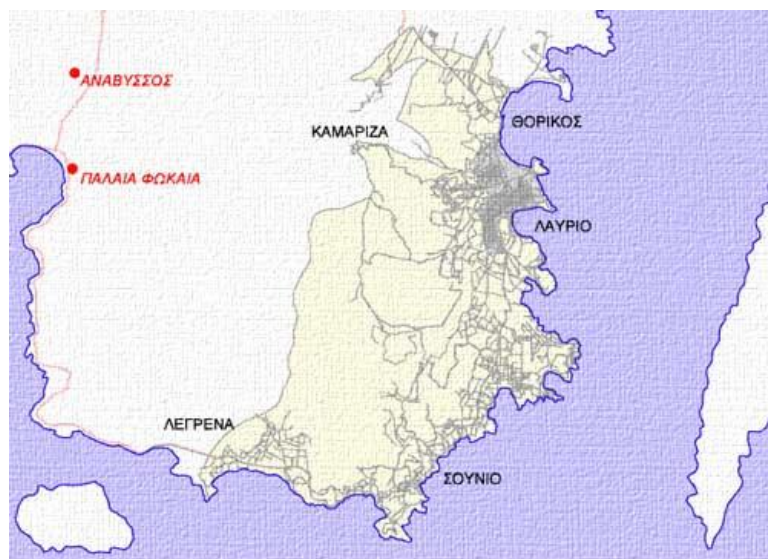 ΑΝΑΒΥΣΣΟΣ
ΘΟΡΙΚΟΣ
ΚΑΜΑΡΙΖΑ
ΠΑΛΑΙΑ ΦΩΚΑΙΑ
ΛΑΥΡΙΟ
ΛΕΓΡΕΝΑ
ΣΟΥΝΙΟ